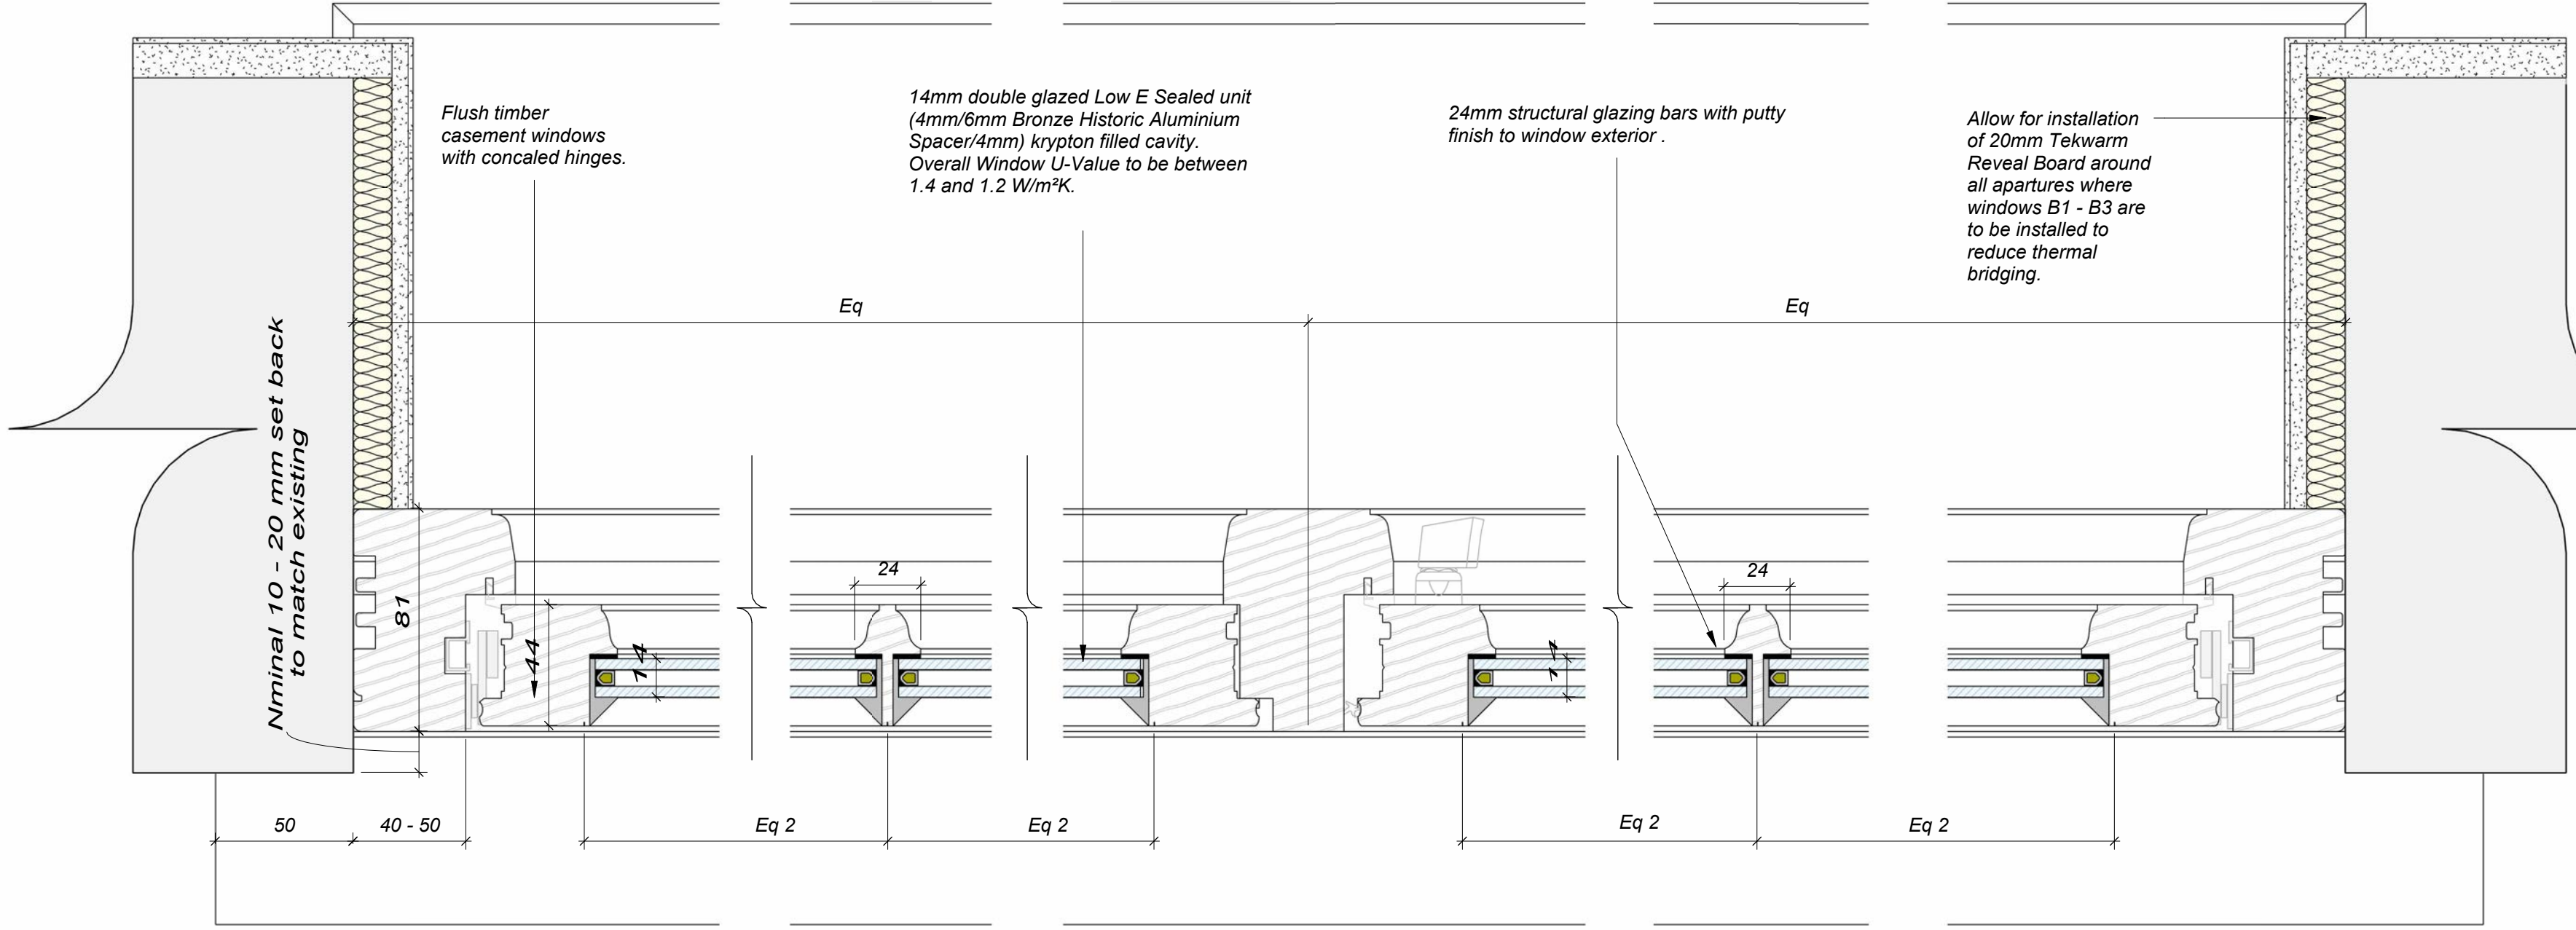 Flush timber
casement windows
with concaled hinges.
14mm double glazed Low E Sealed unit
(4mm/6mm Bronze Historic Aluminium
Spacer/4mm) krypton filled cavity.
Overall Window U-Value to be between
1.4 and 1.2 W/m²K.
24mm structural glazing bars with putty
finish to window exterior .
Allow for installation
of 20mm Tekwarm
Reveal Board around
all apartures where
windows B1 - B3 are
to be installed to
reduce thermal
bridging.
Eq
Eq
Nminal 10 - 20 mm set back
to match existing
81
44
14
24
14
24
50
40 - 50
Eq 2
Eq 2
Eq 2
Eq 2